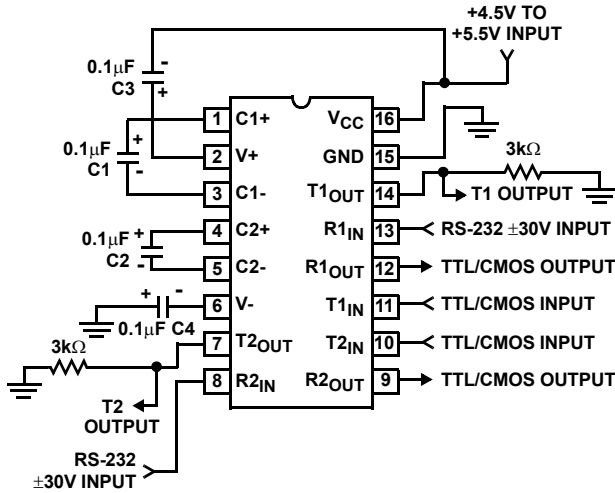 +4.5V TO
+5.5V INPUT
0.1μF
-
C3
+
1 C1+
VCC 16
0.1μF
+
C1
-
2 V+
GND 15
3kΩ
3 C1-
T1OUT 14
T1 OUTPUT
0.1μF
+
C2
-
4 C2+
R1IN 13
RS-232 ±30V INPUT
5 C2-
R1OUT 12
TTL/CMOS OUTPUT
+ -
0.1μF C4
6 V-
T1IN 11
TTL/CMOS INPUT
3kΩ
7 T2OUT
T2IN 10
TTL/CMOS INPUT
8 R2IN
R2OUT 9
TTL/CMOS OUTPUT
T2
OUTPUT
RS-232
±30V INPUT